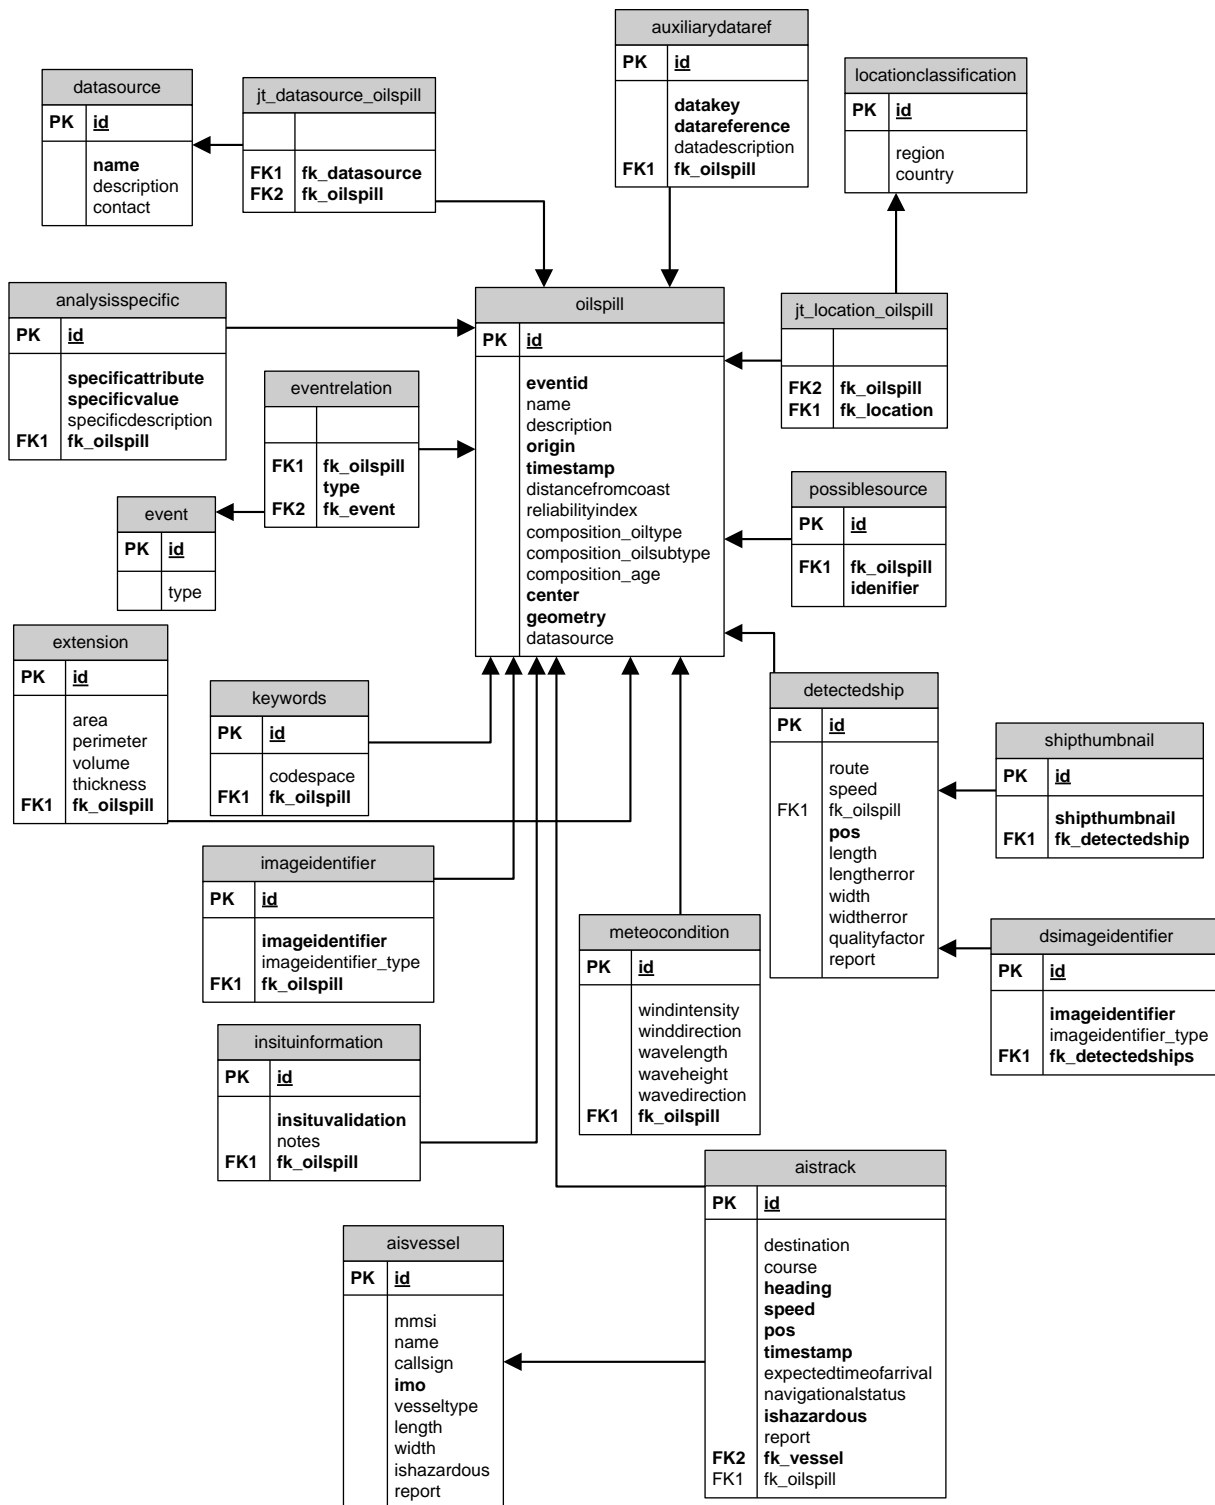 auxiliarydataref
PK id
datakey
datareference
datadescription
FK1 fk_oilspill
locationclassification
PK id
region
country
datasource
PK id
name
description
contact
jt_datasource_oilspill
FK1 fk_datasource
FK2 fk_oilspill
analysisspecific
PK id
specificattribute
specificvalue
specificdescription
FK1 fk_oilspill
oilspill
PK id
eventid
name
description
origin
timestamp
distancefromcoast
reliabilityindex
composition_oiltype
composition_oilsubtype
composition_age
center
geometry
datasource
jt_location_oilspill
FK2 fk_oilspill
FK1 fk_location
eventrelation
FK1 fk_oilspill
type
FK2 fk_event
event
PK id
type
possiblesource
PK id
FK1 fk_oilspill
idenifier
extension
PK id
area
perimeter
volume
thickness
FK1 fk_oilspill
keywords
PK id
codespace
FK1 fk_oilspill
detectedship
PK id
route
speed
FK1 fk_oilspill
pos
length
lengtherror
width
widtherror
qualityfactor
report
shipthumbnail
PK id
shipthumbnail
FK1 fk_detectedship
imageidentifier
PK id
imageidentifier
imageidentifier_type
FK1 fk_oilspill
meteocondition
PK id
windintensity
winddirection
wavelength
waveheight
wavedirection
FK1 fk_oilspill
dsimageidentifier
PK id
imageidentifier
imageidentifier_type
FK1 fk_detectedships
insituinformation
PK id
insituvalidation
notes
FK1 fk_oilspill
aistrack
PK id
destination
course
heading
speed
pos
timestamp
expectedtimeofarrival
navigationalstatus
ishazardous
report
FK2 fk_vessel
FK1 fk_oilspill
aisvessel
PK id
mmsi
name
callsign
imo
vesseltype
length
width
ishazardous
report